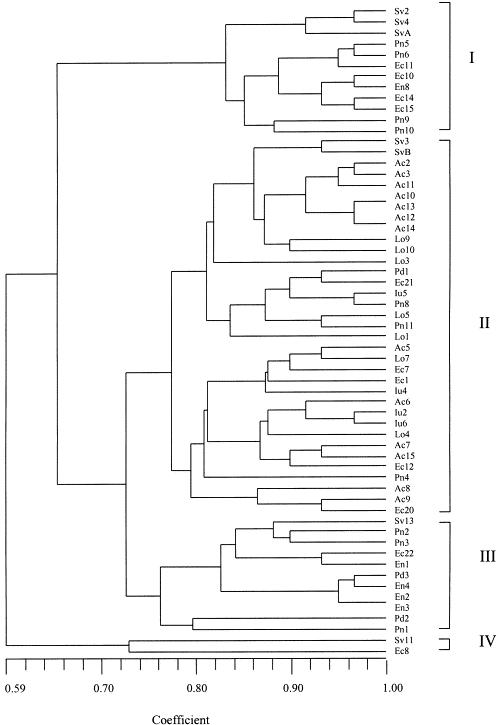 Sv2
Sv4
SvA
Pn5
Pn6
Ec11
I
Ec10
En8
Ec14
Ec15
Pn9
Pn10
Sv3
SvB
Ac2
Ac3
Ac11
Ac10
Ac13
Ac12
Ac14
Lo9
Lo10
Lo3
Pd1
Ec21
Iu5
Pn8
Lo5
II
Pn11
Lo1
Ac5
Lo7
Ec7
Ec1
Iu4
Ac6
Iu2
Iu6
Lo4
Ac7
Ac15
Ec12
Pn4
Ac8
Ac9
Ec20
Sv13
Pn2
Pn3
Ec22
III
En1
Pd3
En4
En2
En3
Pd2
Pn1
Sv11
IV
Ec8
0.59 0.70 0.80 0.90 1.00
Coefficient